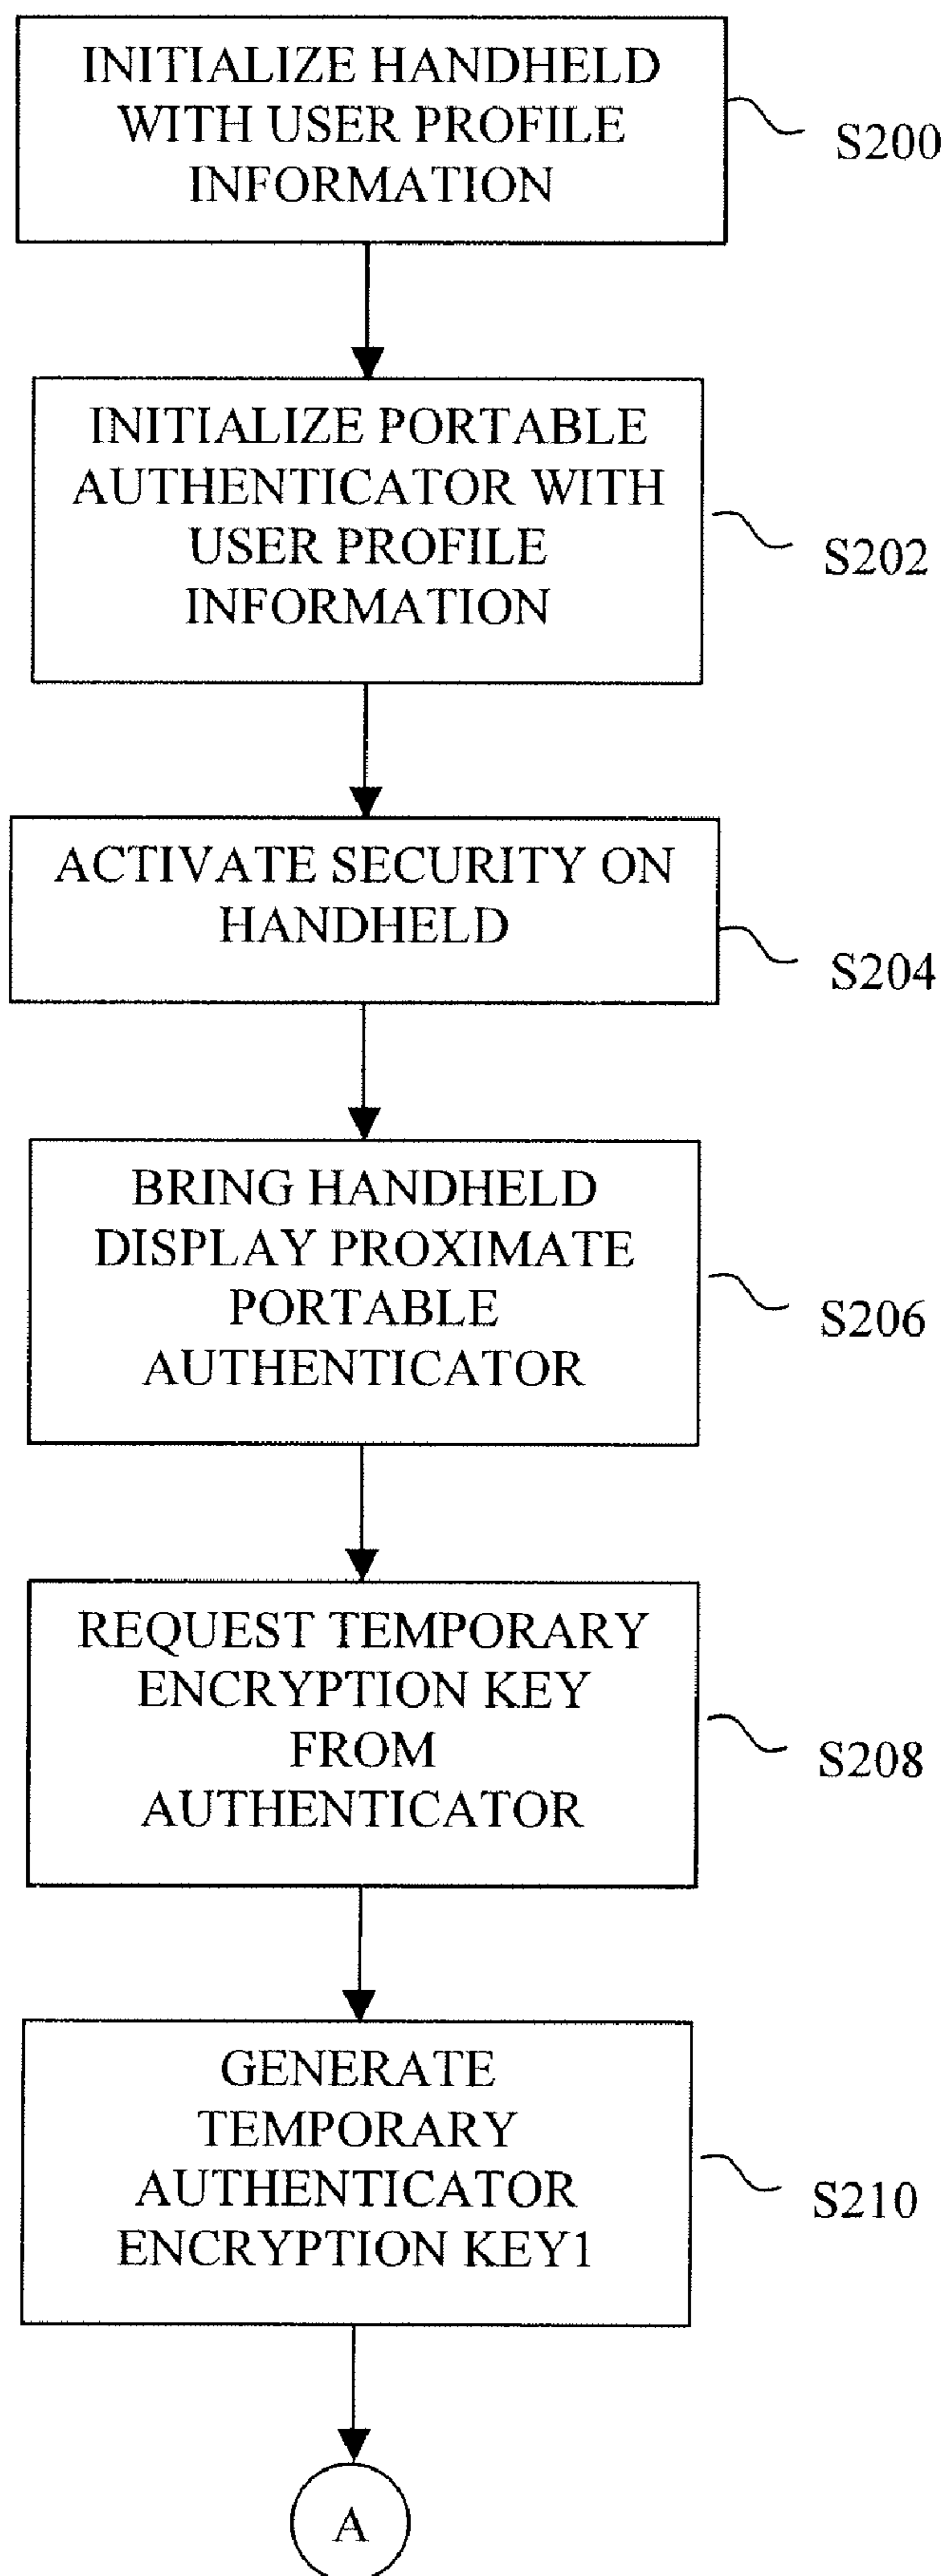 INITIALIZE HANDHELD
WITH USER PROFILE
INFORMATION
S200
INITIALIZE PORTABLE
AUTHENTICATOR WITH
USER PROFILE
INFORMATION
S202
ACTIVATE SECURITY ON
HANDHELD
S204
BRING HANDHELD
DISPLAY PROXIMATE
PORTABLE
AUTHENTICATOR
S206
REQUEST TEMPORARY
ENCRYPTION KEY
FROM
AUTHENTICATOR
S208
GENERATE
TEMPORARY
AUTHENTICATOR
ENCRYPTION KEY1
S210
A